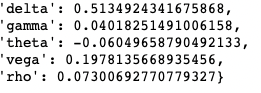 'delta': 0.5134924341675868,
'gamma': 0.04018251491006158,
'theta': -0.06049658790492133,
'vega': 0.1978135668935456,
'rho': 0.07300692770779327}